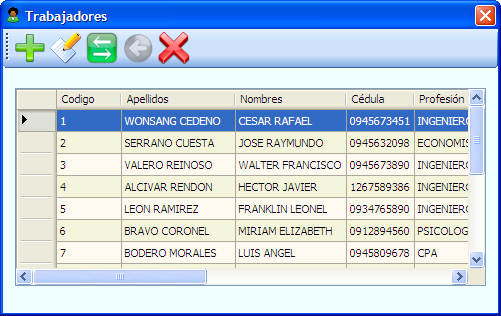 Trabajadores
Codigo Apellidos Nombres Cédula Profesión
1 WONSANG CEDENO CESAR RAFAEL 0945673451 INGENIERO
2 SERRANO CUESTA JOSE RAYMUNDO 0945632098 ECONOMIS
3 VALERO REINOSO WALTER FRANCISCO 0945673890 INGENIERO
4 ALCIVAR RENDON HECTOR JAVIER 1267589386 INGENIERO
5 LEON RAMIREZ FRANKLIN LEONEL 0934765890 INGENIERO
6 BRAVO CORONEL MIRIAM ELIZABETH 0912894560 PSICOLOG
7 BODERO MORALES LUIS ANGEL 0945809678 CPA